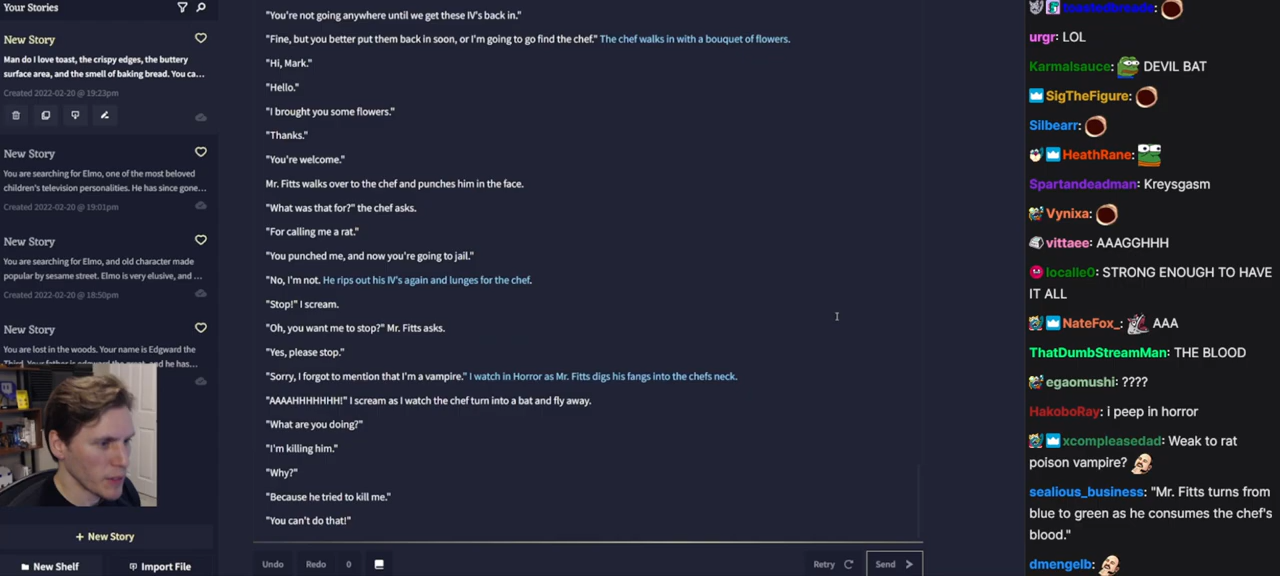 Your Stories
New Story
Man do I love toast, the crispy edges, the buttery
surface area, and the smell of baking bread. You ca...
Created 2022-02-20 @ 19:23pm
New Story
You are searching for Elmo, one of the most beloved
children's television personalities. He has since gone...
Created 2022-02-20 @ 19:01pm
New Story
You are searching for Elmo, and old character made
popular by sesame street. Elmo is very elusive, and ...
Created 2022-02-20 @ 18:50pm
New Story
You are lost in the woods. Your name is Edgward the
+ New Story
New Shelf
Import File
"You're not going anywhere until we get these IV's back in."
"Fine, but you better put them back in soon, or I'm going to go find the chef." The chef walks in with a bouquet of flowers.
"Hi, Mark."
"Hello."
"I brought you some flowers."
"Thanks."
"You're welcome."
Mr. Fitts walks over to the chef and punches him in the face.
"What was that for?" the chef asks.
"For calling me a rat."
"You punched me, and now you're going to jail."
"No, I'm not. He rips out his IV's again and lunges for the chef.
"Stop!" I scream.
"Oh, you want me to stop?" Mr. Fitts asks.
"Yes, please stop."
"Sorry, I forgot to mention that I'm a vampire." I watch in Horror as Mr. Fitts digs his fangs into the chefs neck.
"AAAAHHHHHHH!" I scream as I watch the chef turn into a bat and fly away.
"What are you doing?"
"I'm killing him."
"Why?"
"Because he tried to kill me."
"You can't do that!"
Undo
Redo
0
Retry
Send
toastedbreads:
urgr: LOL
Karmalsauce: DEVIL BAT
SigTheFigure:
Silbearr:
HeathRane:
Spartandeadman: Kreysgasm
Vynixa:
vittaee: AAAGGHHH
localle0: STRONG ENOUGH TO HAVE
IT ALL
NateFox_: AAA
ThatDumbStreamMan: THE BLOOD
egaomushi: ????
HakoboRay: i peep in horror
xcompleasedad: Weak to rat
poison vampire?
sealious_business: "Mr. Fitts turns from
blue to green as he consumes the chef's
blood."
dmengelb: